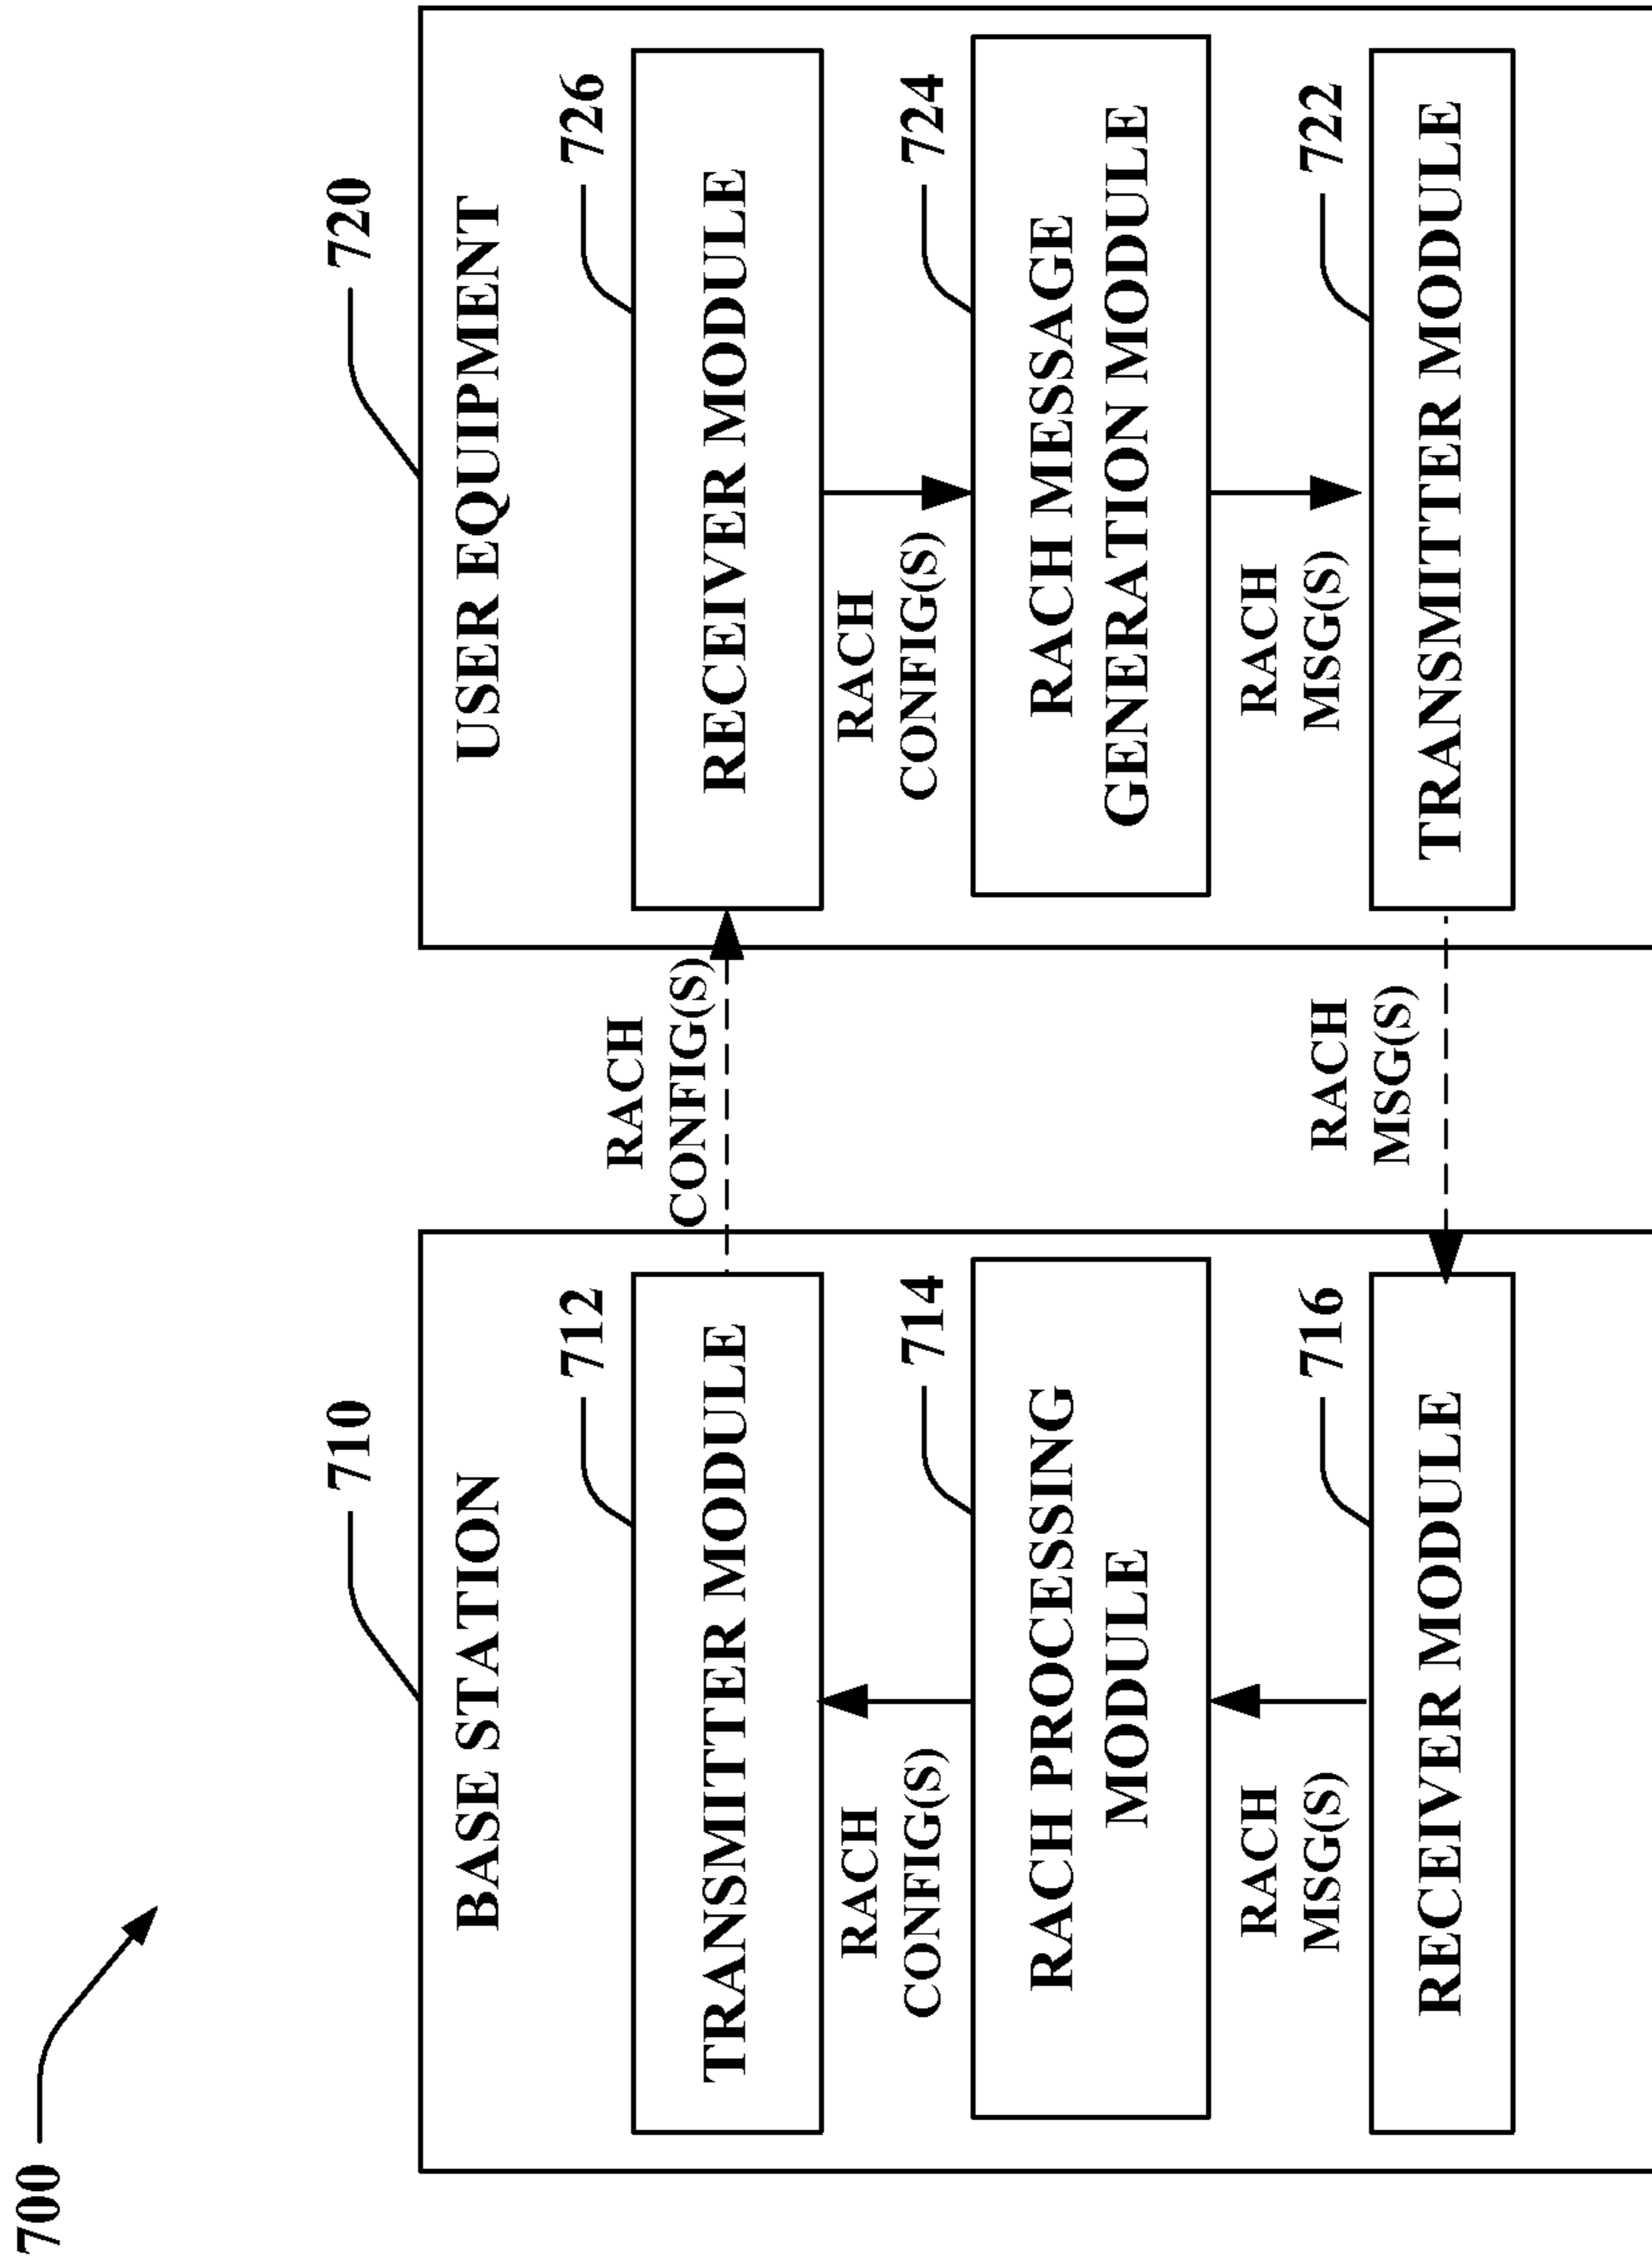 700
710
BASE STATION
712
TRANSMITTER MODULE
RACH
CONFIG(S)
714
RACH PROCESSING
MODULE
RACH
MSG(S)
716
RECEIVER MODULE
RACH
CONFIG(S)
RACH
MSG(S)
720
USER EQUIPMENT
726
RECEIVER MODULE
RACH
CONFIG(S)
724
RACH MESSAGE
GENERATION MODULE
RACH
MSG(S)
722
TRANSMITTER MODULE